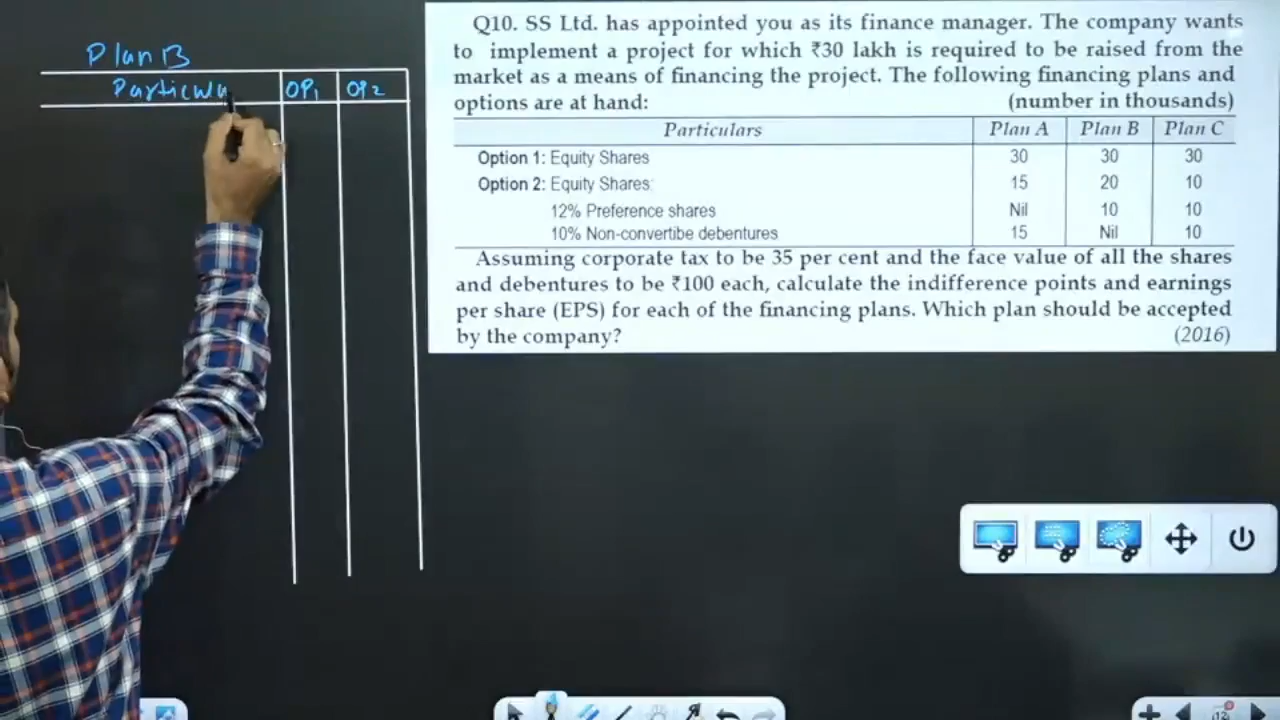 Plan B
Particula OP1 OP2
Q10. SS Ltd. has appointed you as its finance manager. The company wants
to implement a project for which ₹30 lakh is required to be raised from the
market as a means of financing the project. The following financing plans and
options are at hand: (number in thousands)
Particulars Plan A Plan B Plan C
Option 1: Equity Shares 30 30 30
Option 2: Equity Shares: 15 20 10
12% Preference shares Nil 10 10
10% Non-convertibe debentures 15 Nil 10
Assuming corporate tax to be 35 per cent and the face value of all the shares
and debentures to be ₹100 each, calculate the indifference points and earnings
per share (EPS) for each of the financing plans. Which plan should be accepted
by the company? (2016)
12